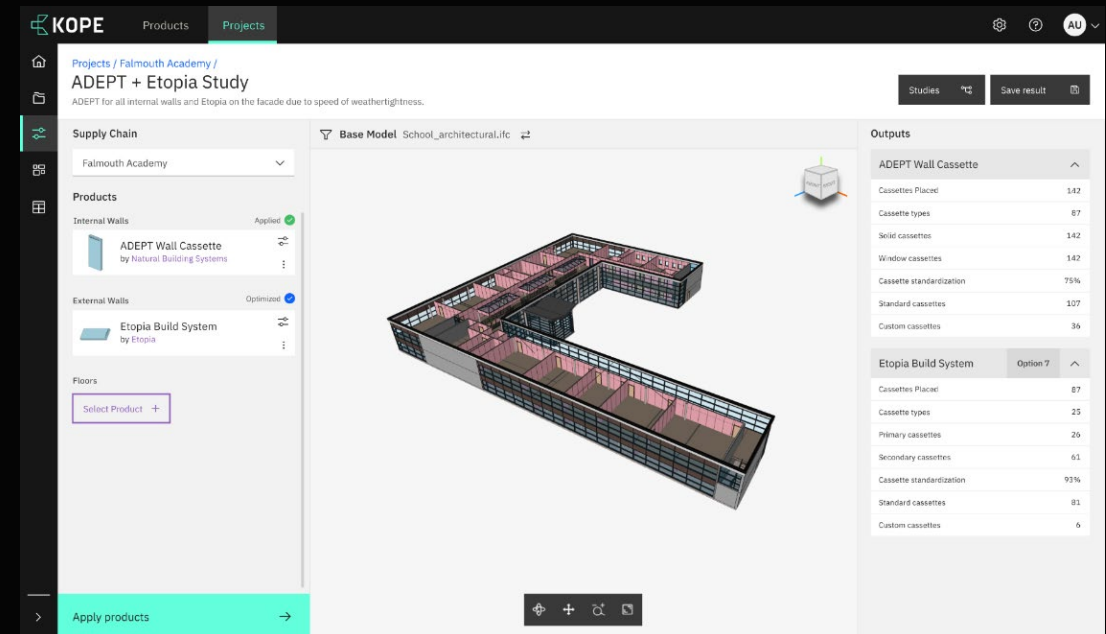 KOPE
Products
Projects
AU
Projects / Falmouth Academy /
ADEPT + Etopia Study
ADEPT for all internal walls and Etopia on the facade due to speed of weathertightness.
Studies
Save result
Supply Chain
Falmouth Academy
Products
Internal Walls
Applied
ADEPT Wall Cassette
by Natural Building Systems
External Walls
Optimized
Etopia Build System
by Etopia
Floors
Select Product +
Apply products
Base Model School_architectural.ifc
Outputs
ADEPT Wall Cassette
Cassettes Placed 142
Cassette types 87
Solid cassettes 142
Window cassettes 142
Cassette standardization 75%
Standard cassettes 107
Custom cassettes 36
Etopia Build System Option 7
Cassettes Placed 87
Cassette types 25
Primary cassettes 26
Secondary cassettes 61
Cassette standardization 93%
Standard cassettes 81
Custom cassettes 6